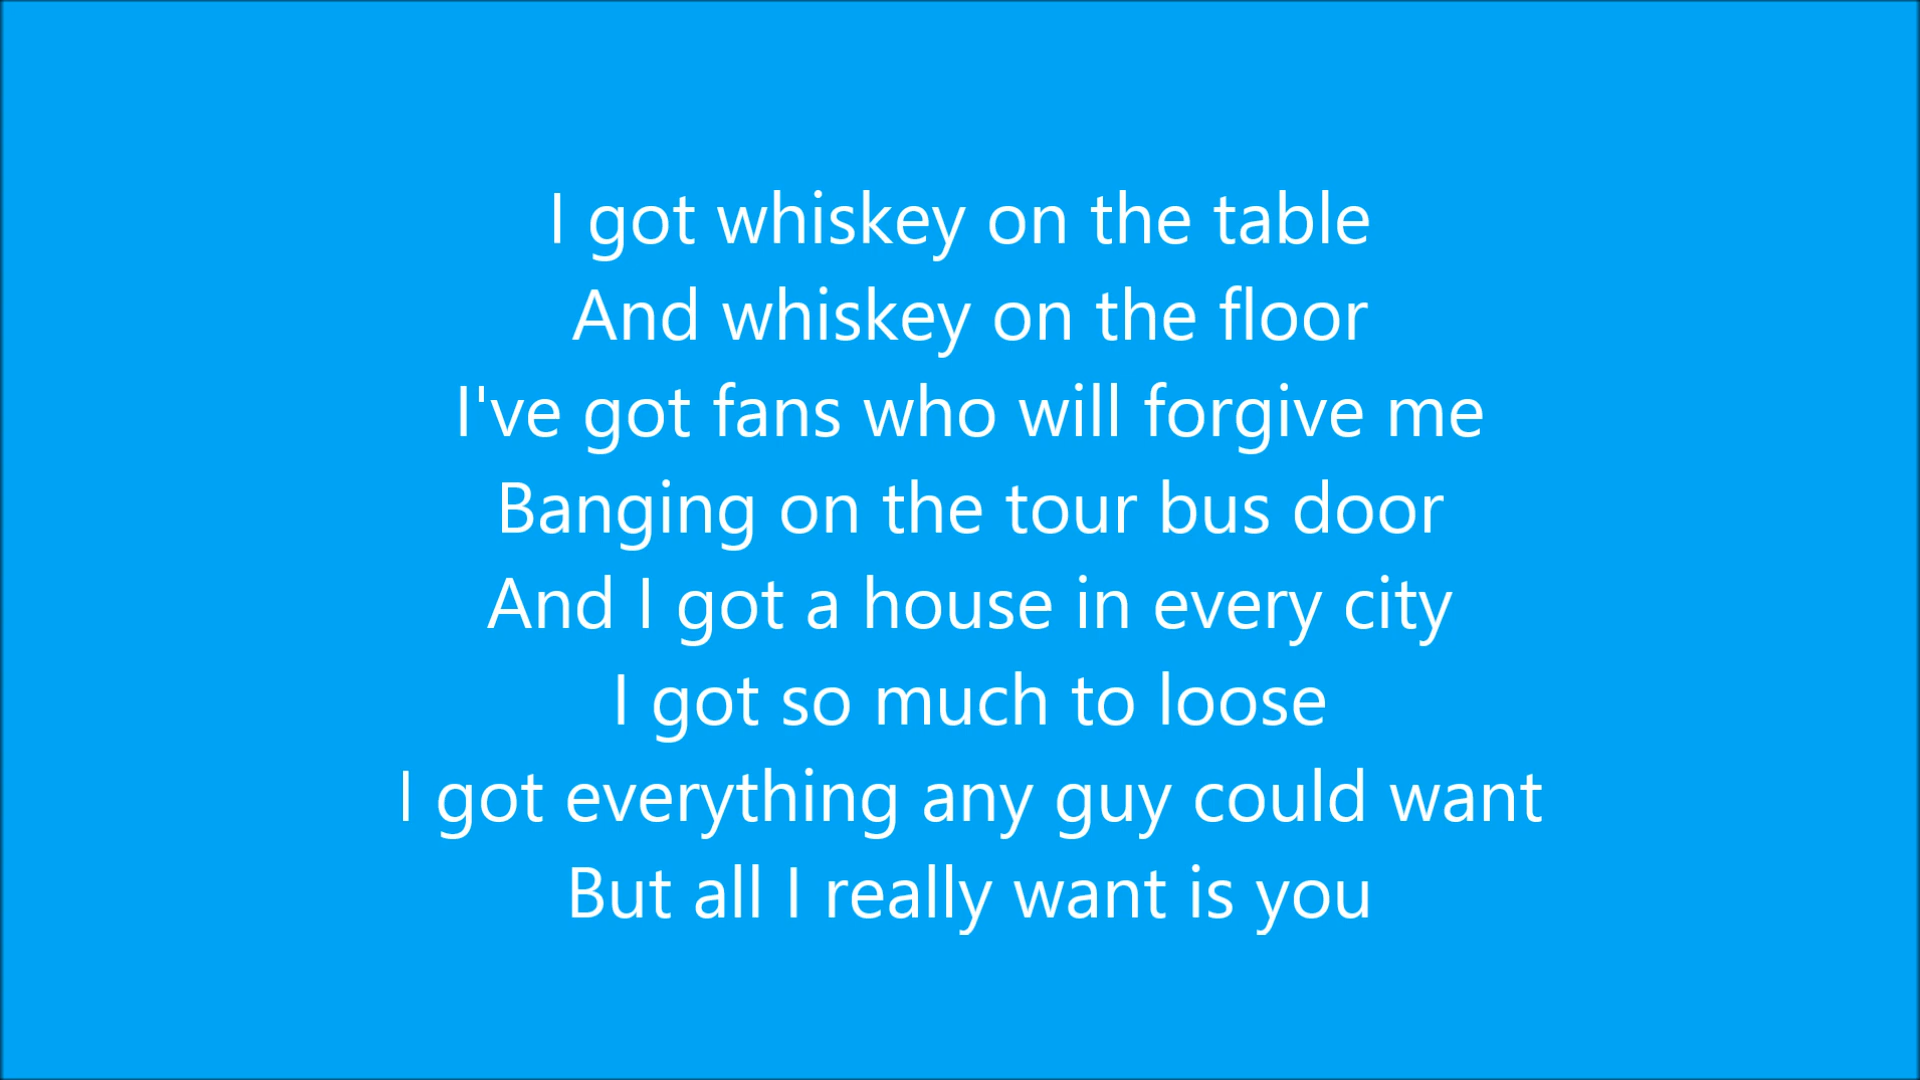 I got whiskey on the table
And whiskey on the floor
I've got fans who will forgive me
Banging on the tour bus door
And I got a house in every city
I got so much to loose
I got everything any guy could want
But all I really want is you